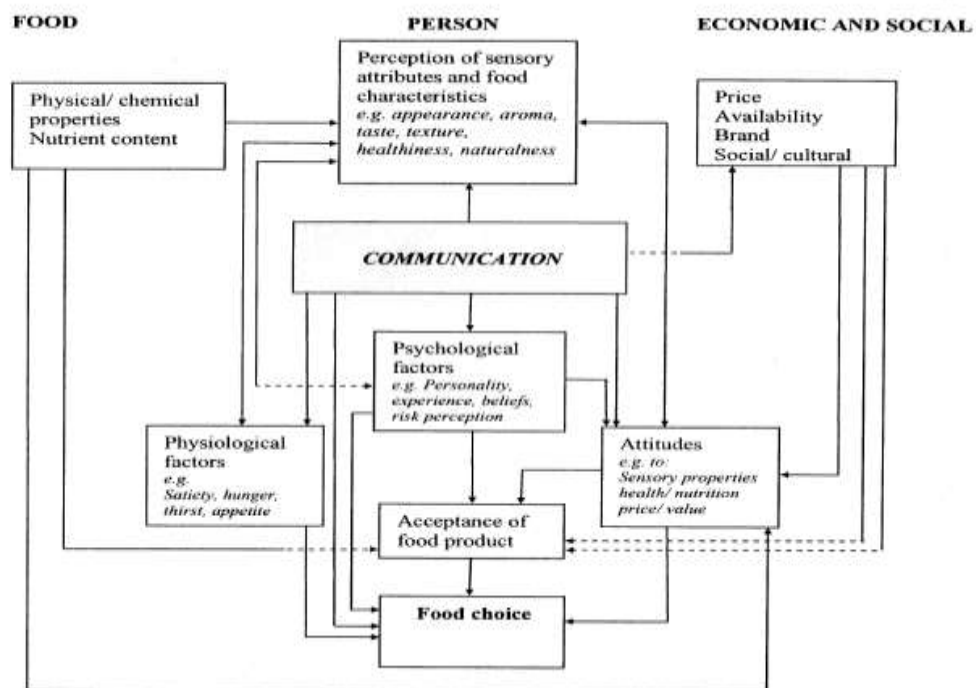 FOOD
PERSON
ECONOMIC AND SOCIAL
Physical/ chemical
properties
Nutrient content
Perception of sensory
attributes and food
characteristics
e.g. appearance, aroma,
taste, texture,
healthiness, naturalness
Price
Availability
Brand
Social/ cultural
COMMUNICATION
Psychological
factors
e.g. Personality,
experience, beliefs,
risk perception
Physiological
factors
e.g.
Satiety, hunger,
thirst, appetite
Attitudes
e.g. to:
Sensory properties
health/ nutrition
price/ value
Acceptance of
food product
Food choice